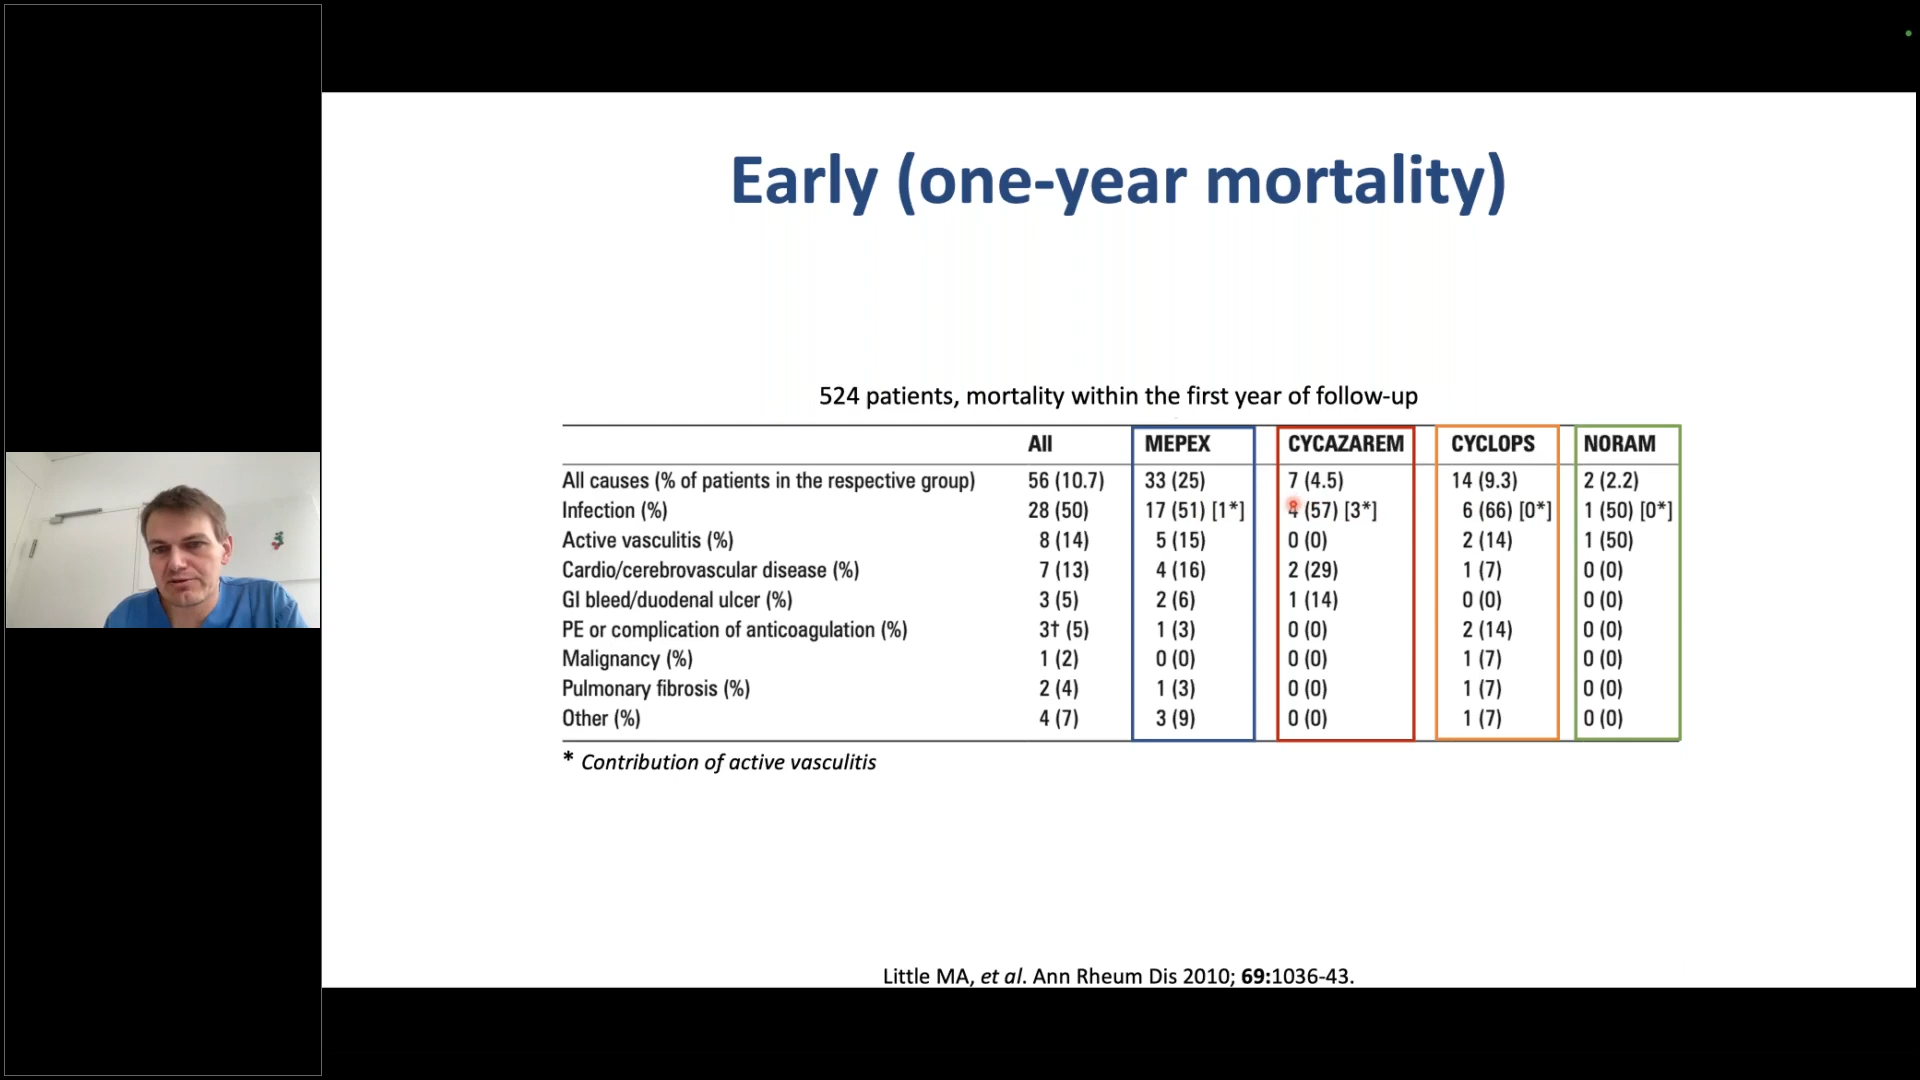 Early (one-year mortality)
524 patients, mortality within the first year of follow-up
All MEPEX CYCAZAREM CYCLOPS NORAM
All causes (% of patients in the respective group) 56 (10.7) 33 (25) 7 (4.5) 14 (9.3) 2 (2.2)
Infection (%) 28 (50) 17 (51) [1*] 4 (57) [3*] 6 (66) [0*] 1 (50) [0*]
Active vasculitis (%) 8 (14) 5 (15) 0 (0) 2 (14) 1 (50)
Cardio/cerebrovascular disease (%) 7 (13) 4 (16) 2 (29) 1 (7) 0 (0)
GI bleed/duodenal ulcer (%) 3 (5) 2 (6) 1 (14) 0 (0) 0 (0)
PE or complication of anticoagulation (%) 3† (5) 1 (3) 0 (0) 2 (14) 0 (0)
Malignancy (%) 1 (2) 0 (0) 0 (0) 1 (7) 0 (0)
Pulmonary fibrosis (%) 2 (4) 1 (3) 0 (0) 1 (7) 0 (0)
Other (%) 4 (7) 3 (9) 0 (0) 1 (7) 0 (0)
* Contribution of active vasculitis
Little MA, et al. Ann Rheum Dis 2010; 69:1036-43.